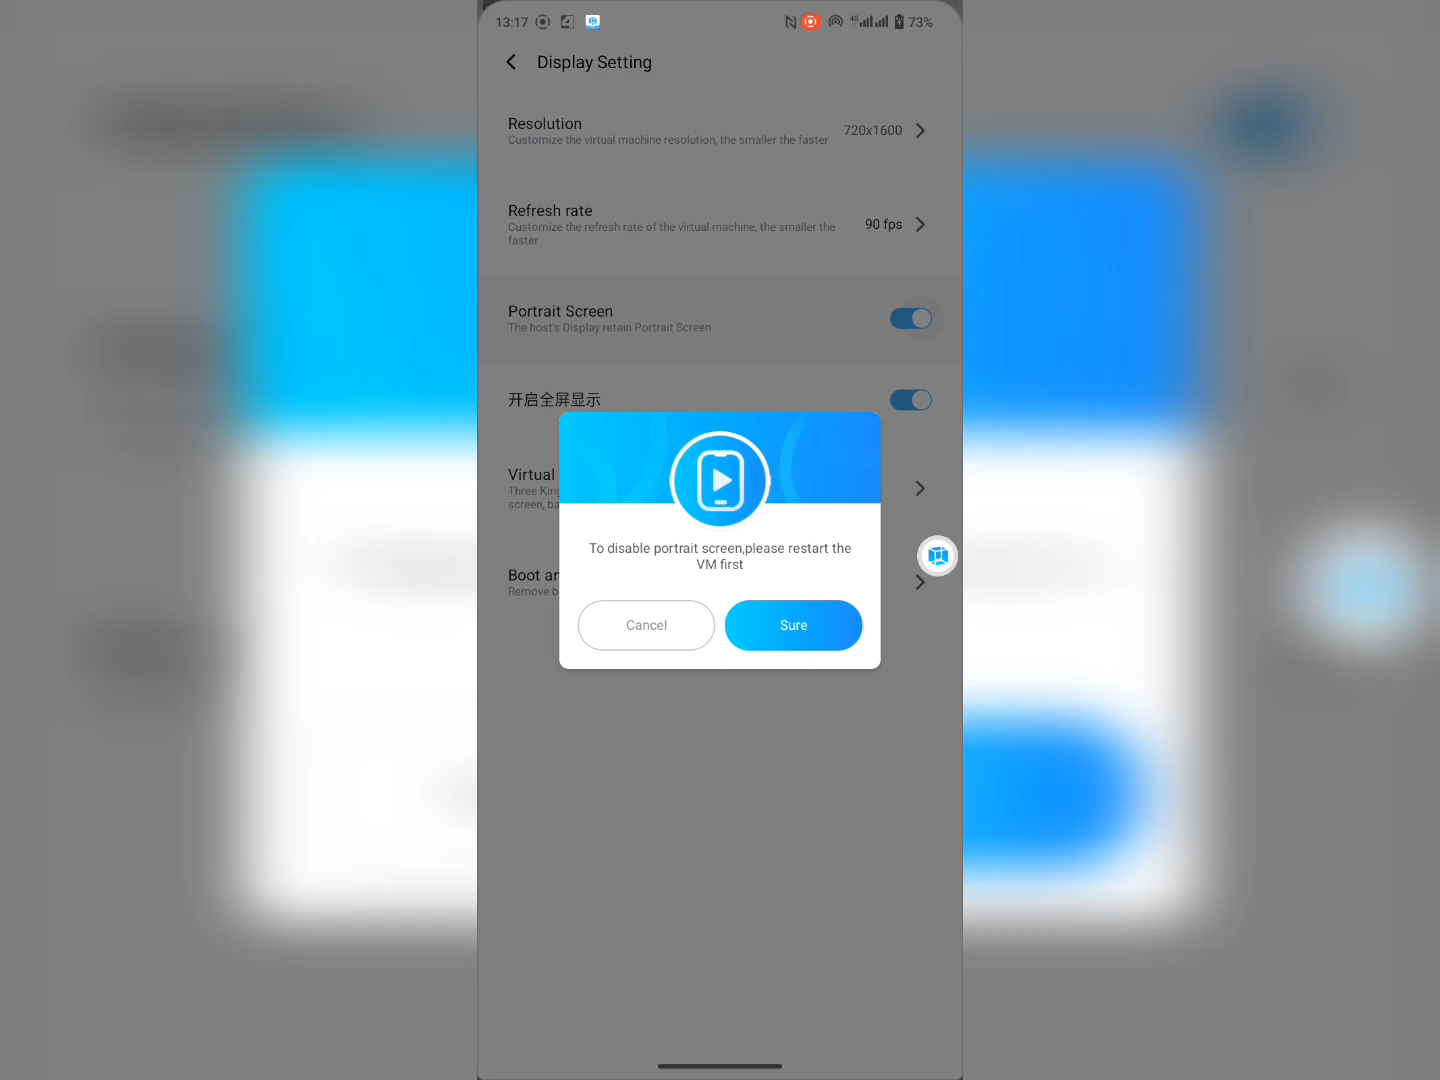 13:17
4G
73%
Display Setting
Resolution
Customize the virtual machine resolution, the smaller the faster
720x1600
Refresh rate
Customize the refresh rate of the virtual machine, the smaller the
faster
90 fps
Portrait Screen
The host's Display retain Portrait Screen
开启全屏显示
Virtual
Three King
screen, ba
To disable portrait screen,please restart the
VM first
Boot an
Remove b
Cancel
Sure